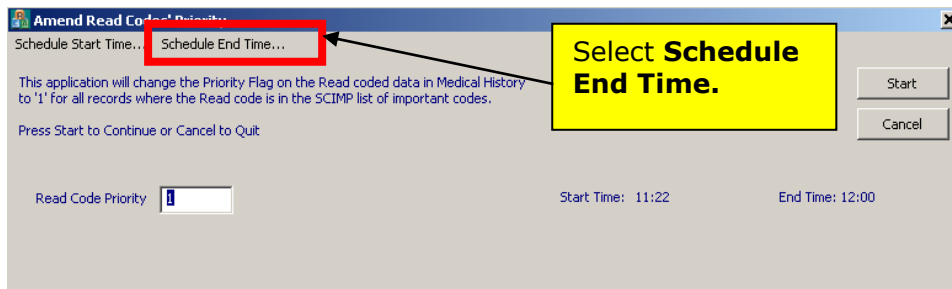 Amend Read Codes' Priority
Schedule Start Time... Schedule End Time...
Select Schedule
End Time.
This application will change the Priority Flag on the Read coded data in Medical History
to '1' for all records where the Read code is in the SCIMP list of important codes.
Press Start to Continue or Cancel to Quit
Start
Cancel
Read Code Priority 1
Start Time: 11:22 End Time: 12:00